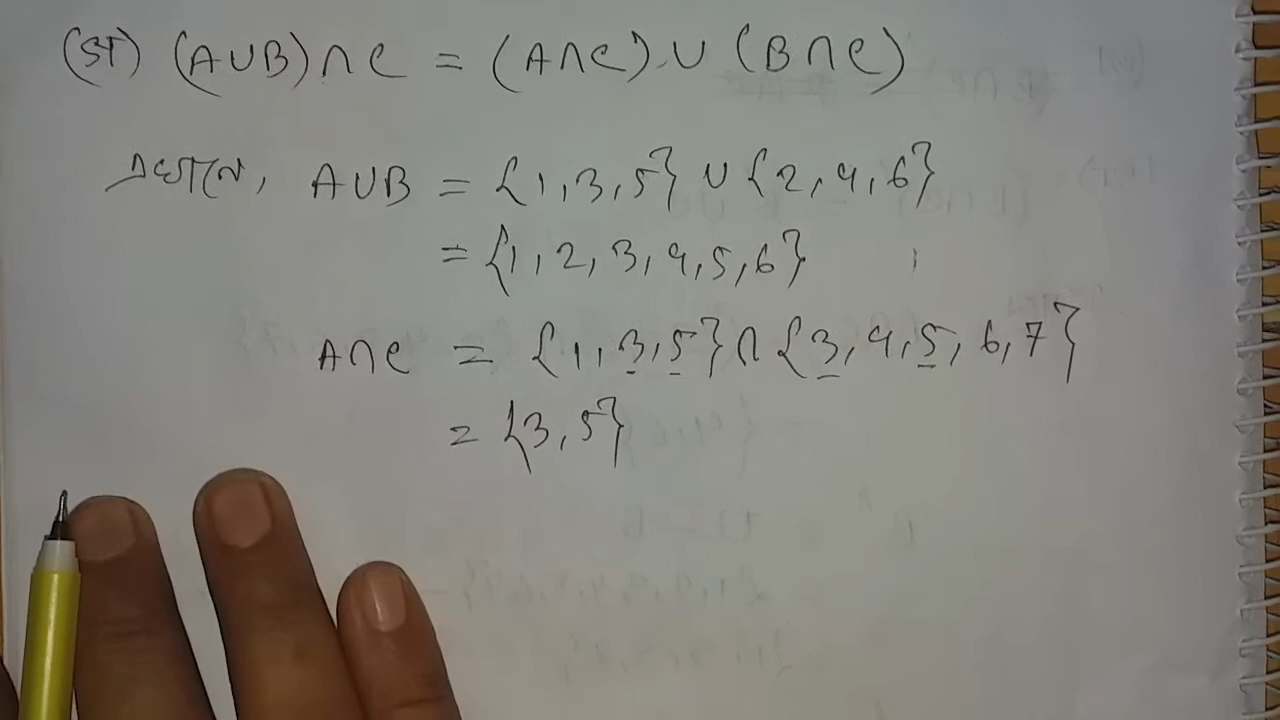 (ঙ) (A∪B)∩C = (A∩C)∪(B∩C)
এখানে, A∪B = {1,3,5} ∪ {2,4,6}
= {1,2,3,4,5,6}
A∩C = {1,3,5}∩{3,4,5,6,7}
= {3,5}